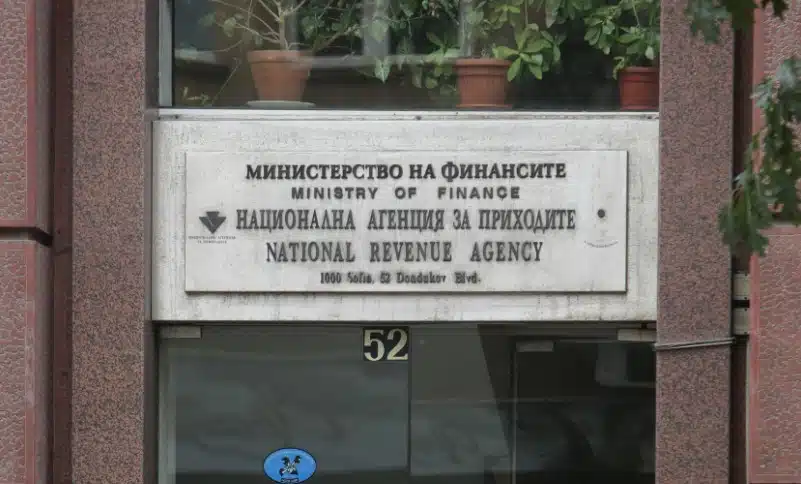 МИНИСТЕРСТВО НА ФИНАНСИТЕ
MINISTRY OF FINANCE
НАЦИОНАЛНА АГЕНЦИЯ ЗА ПРИХОДИТЕ
NATIONAL REVENUE AGENCY
1000 Sofia, 52 Dondukov Blvd.
52